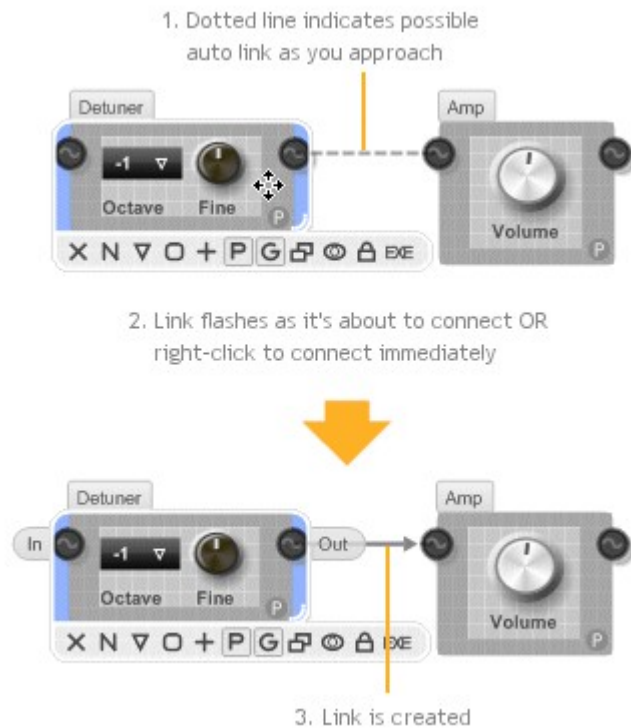 1. Dotted line indicates possible
auto link as you approach
Detuner
Amp
-1
Octave Fine
P
Volume
P
N P G EXE
2. Link flashes as it's about to connect OR
right-click to connect immediately
Detuner
Amp
In
Out
-1
Octave Fine
P
Volume
P
N P G EXE
3. Link is created